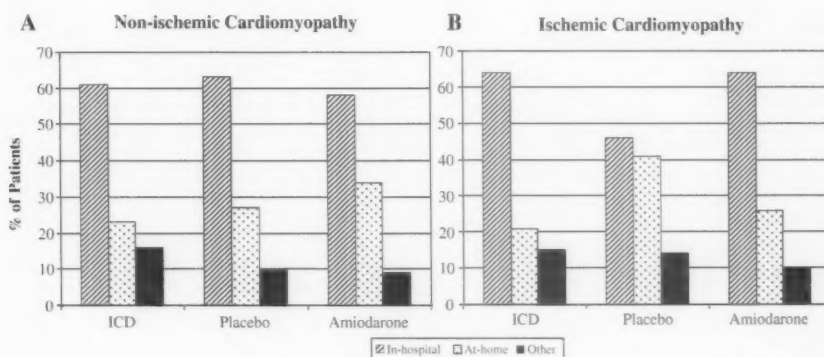 A Non-ischemic Cardiomyopathy
B Ischemic Cardiomyopathy
% of Patients
70
60
50
40
30
20
10
0
ICD Placebo Amiodarone
70
60
50
40
30
20
10
0
ICD Placebo Amiodarone
In-hospital At-home Other